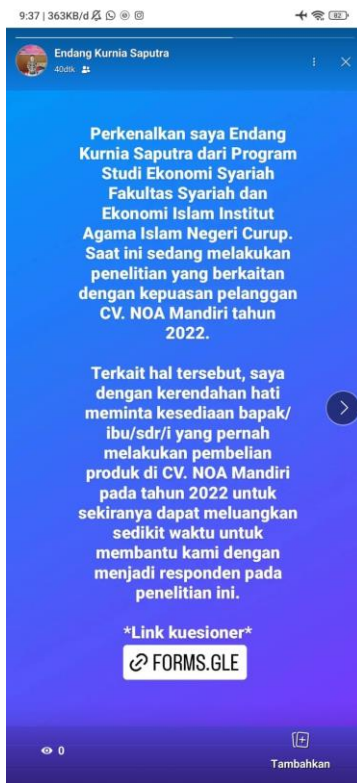 9:37 | 363KB/d
82
Endang Kurnia Saputra
40dtk
Perkenalkan saya Endang
Kurnia Saputra dari Program
Studi Ekonomi Syariah
Fakultas Syariah dan
Ekonomi Islam Institut
Agama Islam Negeri Curup.
Saat ini sedang melakukan
penelitian yang berkaitan
dengan kepuasan pelanggan
CV. NOA Mandiri tahun
2022.
Terkait hal tersebut, saya
dengan kerendahan hati
meminta kesediaan bapak/
ibu/sdr/i yang pernah
melakukan pembelian
produk di CV. NOA Mandiri
pada tahun 2022 untuk
sekiranya dapat meluangkan
sedikit waktu untuk
membantu kami dengan
menjadi responden pada
penelitian ini.
*Link kuesioner*
FORMS.GLE
0
Tambahkan